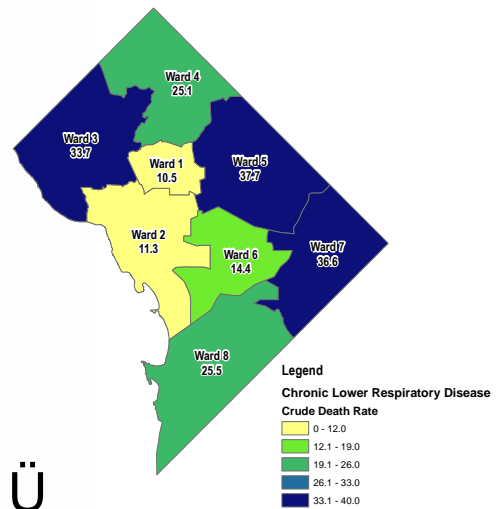 Ward 4
25.1
Ward 3
33.7
Ward 1
10.5
Ward 5
37.7
Ward 2
11.3
Ward 6
14.4
Ward 7
36.6
Ward 8
25.5
Legend
Chronic Lower Respiratory Disease
Crude Death Rate
0 - 12.0
12.1 - 19.0
19.1 - 26.0
26.1 - 33.0
33.1 - 40.0
Ü